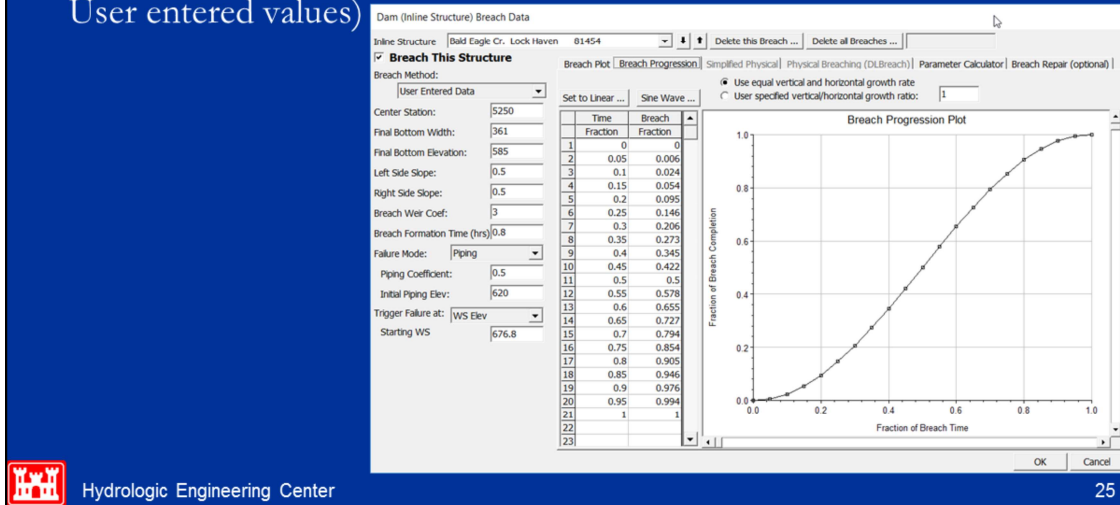 User entered values)
Dam (Inline Structure) Breach Data
Inline Structure Bald Eagle Cr. Lock Haven 81454 Delete this Breach ... Delete all Breaches ...
Breach This Structure
Breach Method:
User Entered Data
Center Station: 5250
Final Bottom Width: 361
Final Bottom Elevation: 585
Left Side Slope: 0.5
Right Side Slope: 0.5
Breach Weir Coef: 3
Breach Formation Time (hrs) 0.8
Failure Mode: Piping
Piping Coefficient: 0.5
Initial Piping Elev: 620
Trigger Failure at: WS Elev
Starting WS 676.8
Breach Plot Breach Progression Simplified Physical Physical Breaching (DLBreach) Parameter Calculator Breach Repair (optional)
Use equal vertical and horizontal growth rate
User specified vertical/horizontal growth ratio: 1
Set to Linear ... Sine Wave ...
Time Breach
Fraction Fraction
1 0 0
2 0.05 0.006
3 0.1 0.024
4 0.15 0.054
5 0.2 0.095
6 0.25 0.146
7 0.3 0.206
8 0.35 0.273
9 0.4 0.345
10 0.45 0.422
11 0.5 0.5
12 0.55 0.578
13 0.6 0.655
14 0.65 0.727
15 0.7 0.794
16 0.75 0.854
17 0.8 0.905
18 0.85 0.946
19 0.9 0.976
20 0.95 0.994
21 1 1
22
23
Breach Progression Plot
Fraction of Breach Completion
1.0
0.8
0.6
0.4
0.2
0.0
0.0 0.2 0.4 0.6 0.8 1.0
Fraction of Breach Time
OK Cancel
Hydrologic Engineering Center
25